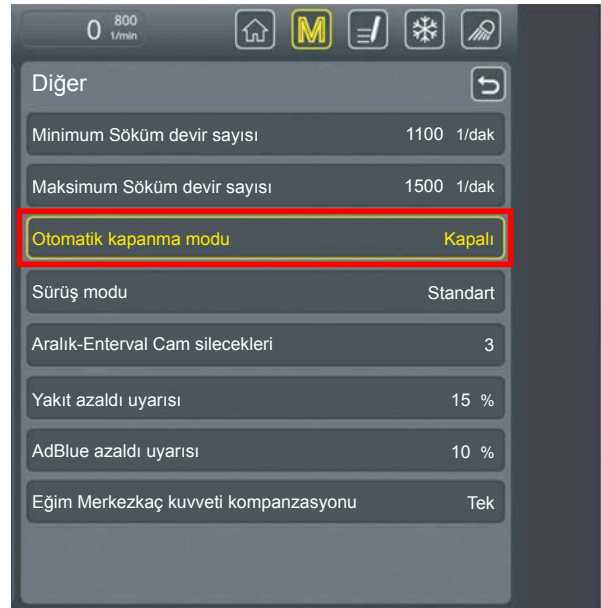 0 800 1/min M
Diğer
Minimum Söküm devir sayısı 1100 1/dak
Maksimum Söküm devir sayısı 1500 1/dak
Otomatik kapanma modu Kapalı
Sürüş modu Standart
Aralık-Enterval Cam silecekleri 3
Yakıt azaldı uyarısı 15 %
AdBlue azaldı uyarısı 10 %
Eğim Merkezkaç kuvveti kompanzasyonu Tek